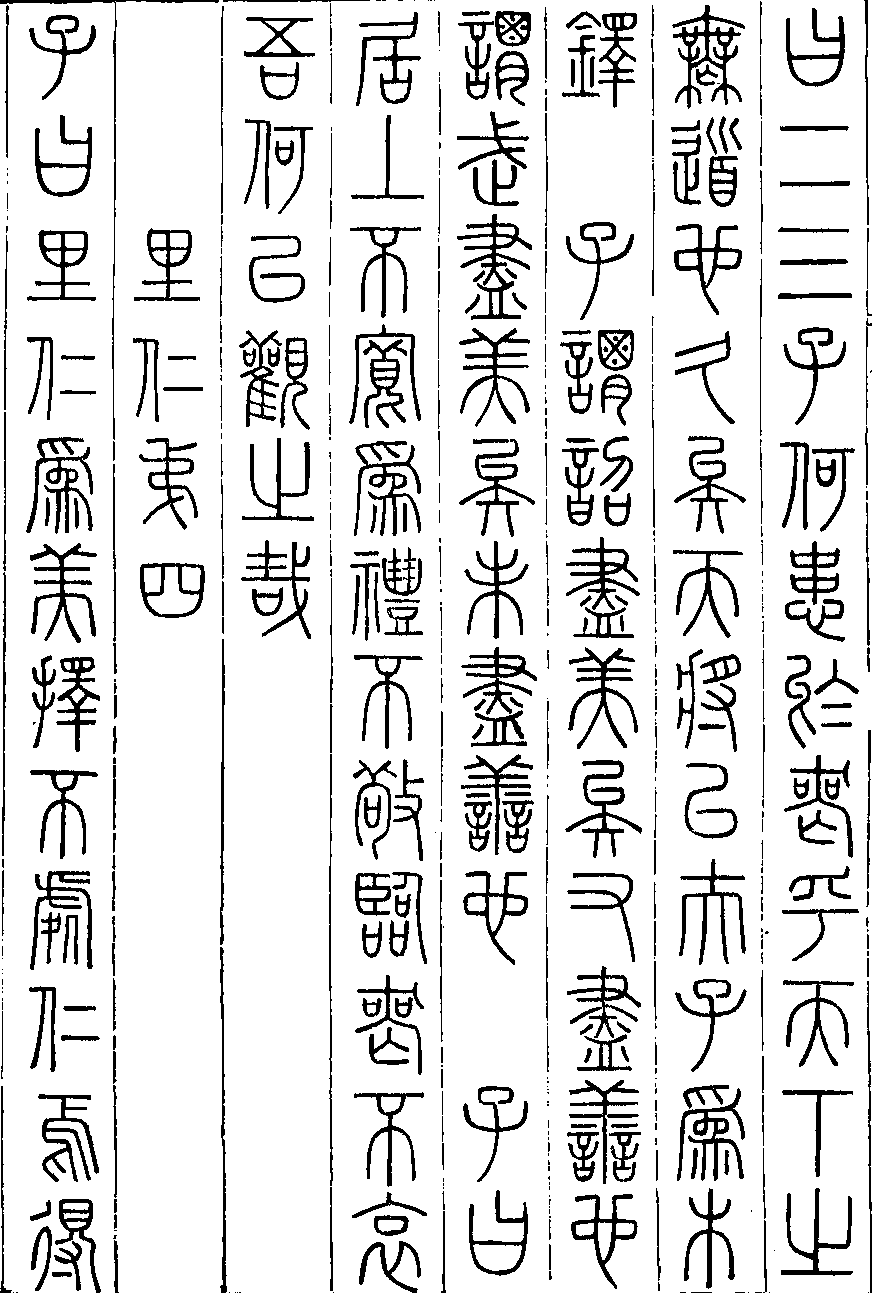 曰二三子何患於喪乎天下之
無道也久矣天將以夫子爲木
鐸　子謂韶盡美矣又盡善也
謂武盡美矣未盡善也　子曰
居上不寬爲禮不敬臨喪不哀
吾何以觀之哉
里仁弟四
子曰里仁爲美擇不處仁焉得